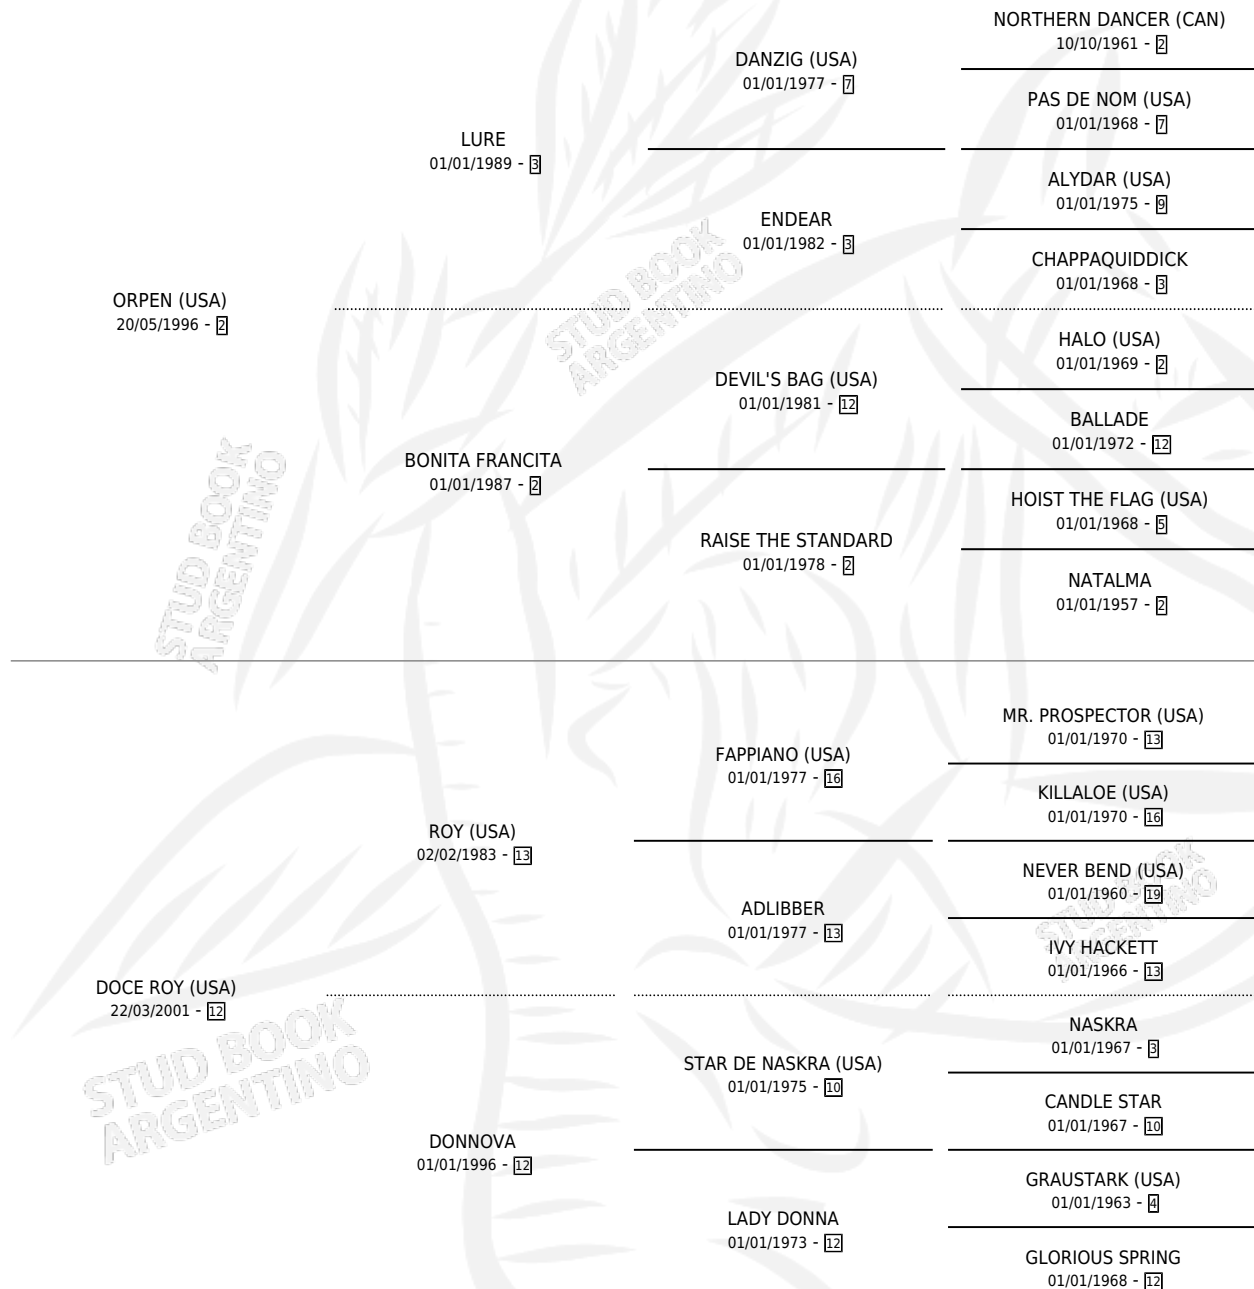 NORTHERN DANCER (CAN)
10/10/1961 - 2
DANZIG (USA)
01/01/1977 - 7
PAS DE NOM (USA)
01/01/1968 - 7
LURE
01/01/1989 - 3
ALYDAR (USA)
01/01/1975 - 9
ENDEAR
01/01/1982 - 3
CHAPPAQUIDDICK
01/01/1968 - 3
ORPEN (USA)
20/05/1996 - 2
STUD BOOK
ARGENTINO
HALO (USA)
01/01/1969 - 2
DEVIL'S BAG (USA)
01/01/1981 - 12
BALLADE
01/01/1972 - 12
BONITA FRANCITA
01/01/1987 - 2
HOIST THE FLAG (USA)
01/01/1968 - 5
RAISE THE STANDARD
01/01/1978 - 2
NATALMA
01/01/1957 - 2
STUD BOOK
ARGENTINO
MR. PROSPECTOR (USA)
01/01/1970 - 13
FAPPIANO (USA)
01/01/1977 - 16
KILLALOE (USA)
01/01/1970 - 16
ROY (USA)
02/02/1983 - 13
NEVER BEND (USA)
01/01/1960 - 19
ADLIBBER
01/01/1977 - 13
IVY HACKETT
01/01/1966 - 13
STUD BOOK
ARGENTINO
DOCE ROY (USA)
22/03/2001 - 12
STUD BOOK
ARGENTINO
NASKRA
01/01/1967 - 3
STAR DE NASKRA (USA)
01/01/1975 - 10
CANDLE STAR
01/01/1967 - 10
DONNOVA
01/01/1996 - 12
GRAUSTARK (USA)
01/01/1963 - 4
LADY DONNA
01/01/1973 - 12
GLORIOUS SPRING
01/01/1968 - 12